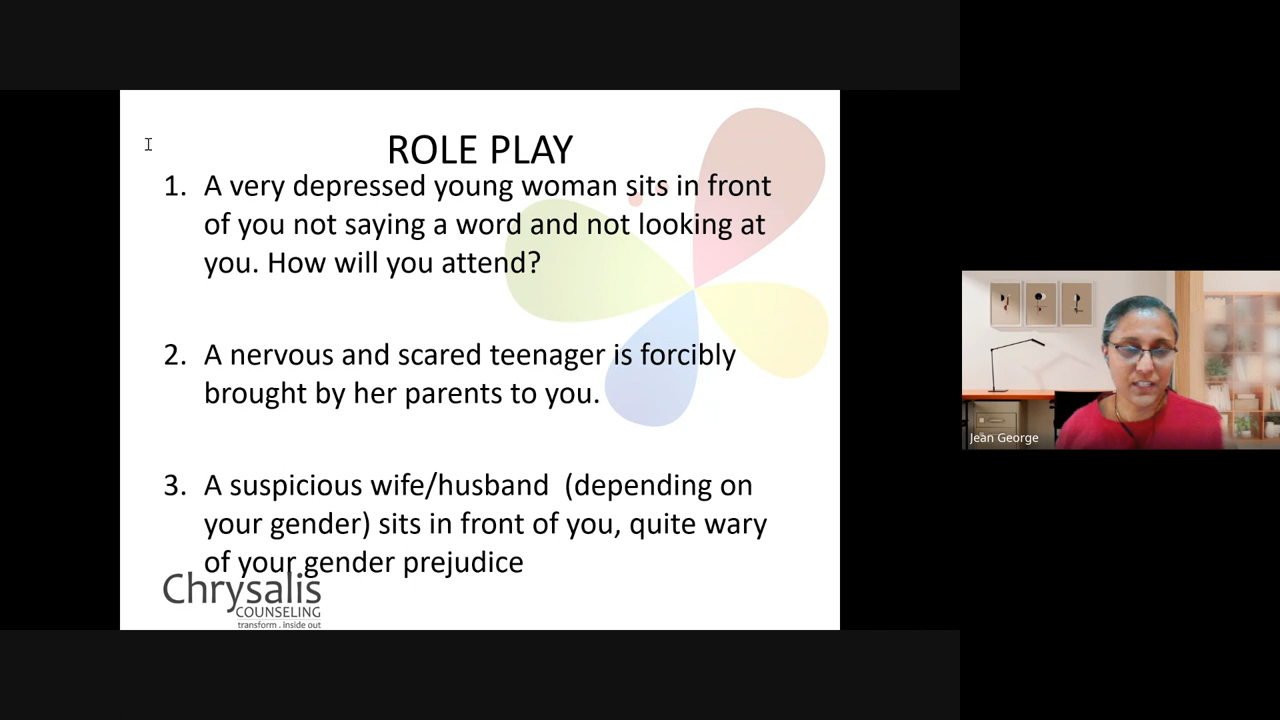 ROLE PLAY
1. A very depressed young woman sits in front
of you not saying a word and not looking at
you. How will you attend?
2. A nervous and scared teenager is forcibly
brought by her parents to you.
3. A suspicious wife/husband (depending on
your gender) sits in front of you, quite wary
of your gender prejudice
Chrysalis
COUNSELING
transform . inside out
Jean George